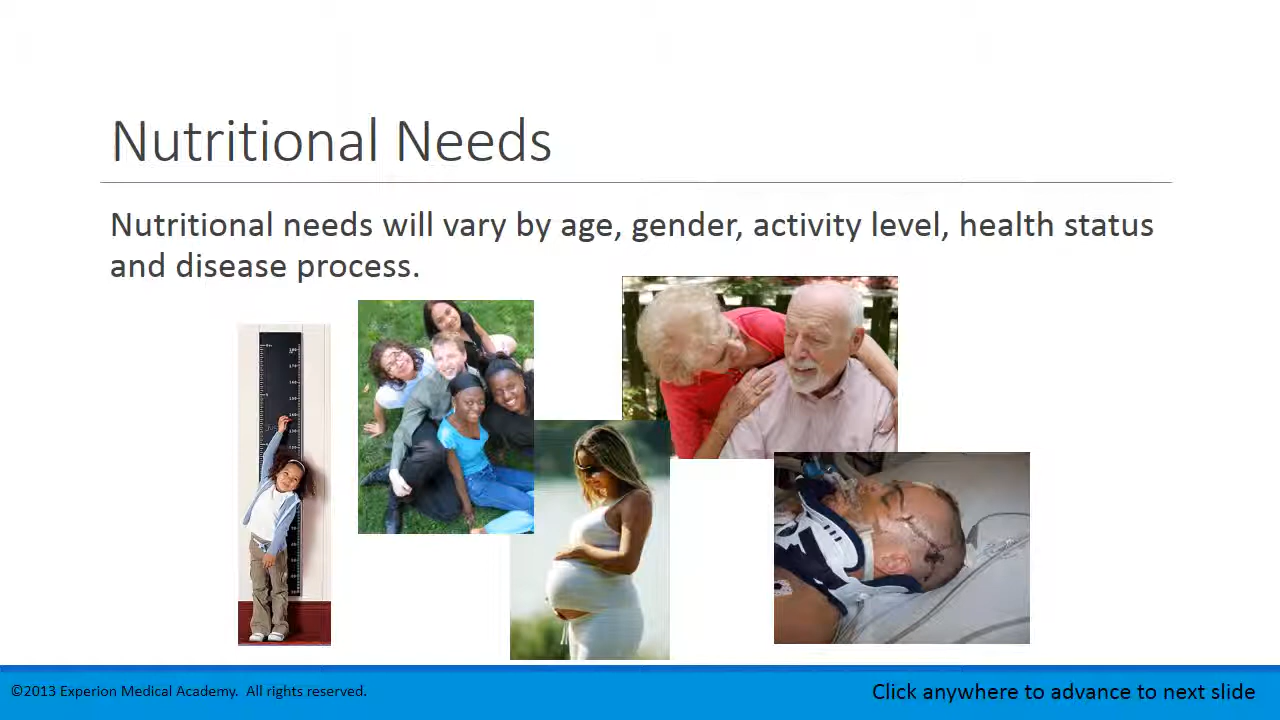 Nutritional Needs
Nutritional needs will vary by age, gender, activity level, health status
and disease process.
©2013 Experion Medical Academy.  All rights reserved.
Click anywhere to advance to next slide